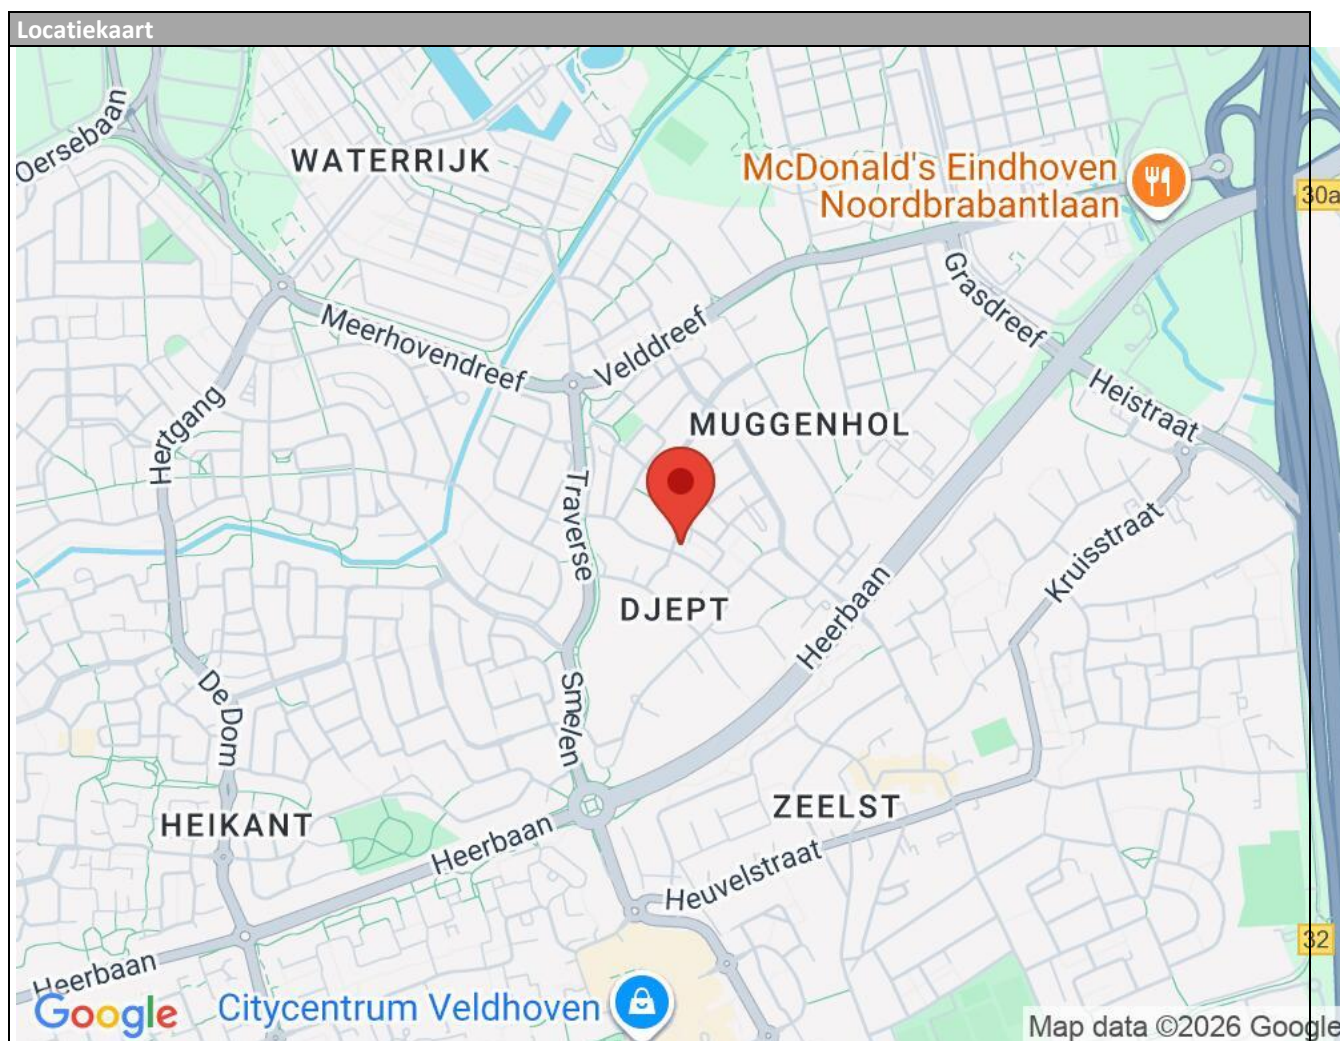 Locatiekaart
Oersebaan
WATERRIJK
McDonald's Eindhoven
Noordbrabantlaan
30a
Grasdreef
Meerhovendreef
Velddreef
Heistraat
Hertgang
MUGGENHOL
Traverse
Kruisstraat
DJEPT
Heerbaan
De Dom
Smelen
ZEELST
HEIKANT
Heerbaan
Heuvelstraat
32
Heerbaan
Google
Citycentrum Veldhoven
Map data ©2026 Google